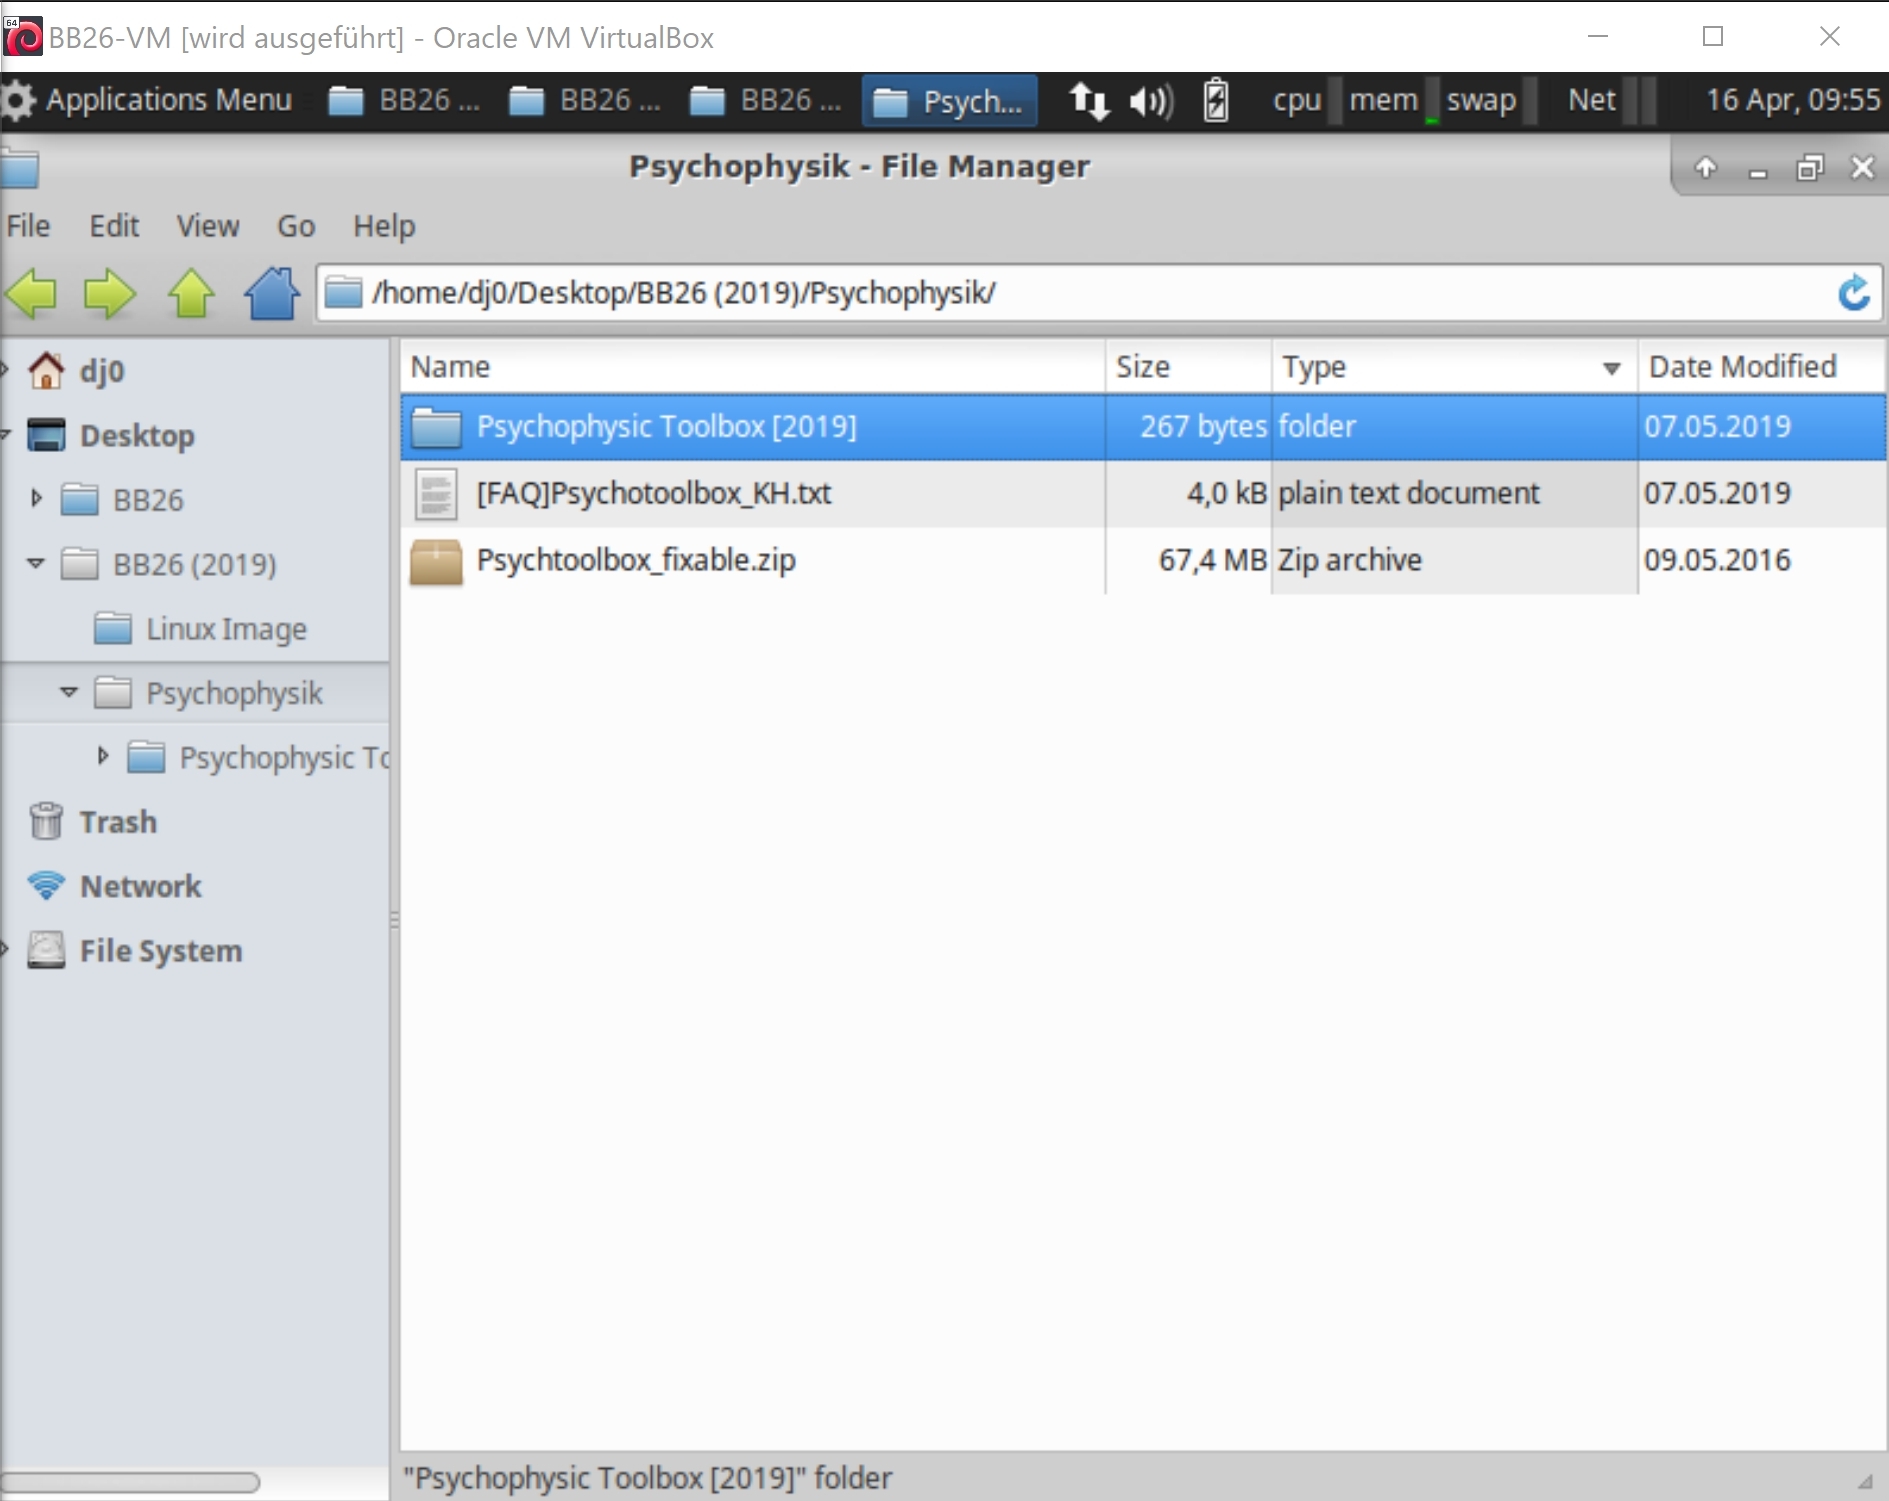 64
BB26-VM [wird ausgeführt] - Oracle VM VirtualBox
Applications Menu BB26 ... BB26 ... BB26 ... Psych... cpu mem swap Net 16 Apr, 09:55
Psychophysik - File Manager
File Edit View Go Help
/home/dj0/Desktop/BB26 (2019)/Psychophysik/
dj0
Desktop
BB26
BB26 (2019)
Linux Image
Psychophysik
Psychophysic To
Trash
Network
File System
Name Size Type Date Modified
Psychophysic Toolbox [2019] 267 bytes folder 07.05.2019
[FAQ]Psychotoolbox_KH.txt 4,0 kB plain text document 07.05.2019
Psychtoolbox_fixable.zip 67,4 MB Zip archive 09.05.2016
"Psychophysic Toolbox [2019]" folder